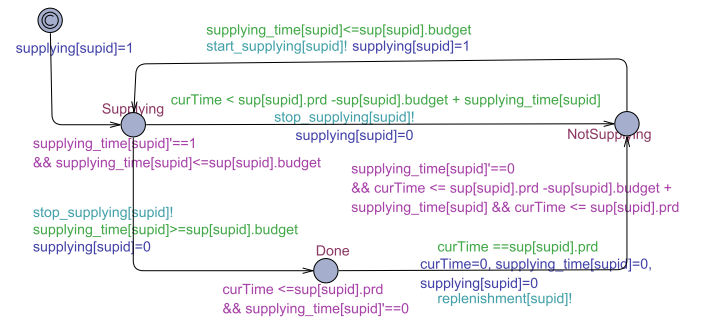 C
supplying_time[supid]<=sup[supid].budget
supplying[supid]=1
start_supplying[supid]! supplying[supid]=1
curTime < sup[supid].prd -sup[supid].budget + supplying_time[supid]
Supplying
stop_supplying[supid]!
supplying[supid]=0
NotSupplying
supplying_time[supid]'==1
&& supplying_time[supid]<=sup[supid].budget
supplying_time[supid]'==0
&& curTime <= sup[supid].prd -sup[supid].budget +
supplying_time[supid] && curTime <= sup[supid].prd
stop_supplying[supid]!
supplying_time[supid]>=sup[supid].budget
supplying[supid]=0
Done
curTime ==sup[supid].prd
curTime=0, supplying_time[supid]=0,
supplying[supid]=0
replenishment[supid]!
curTime <=sup[supid].prd
&& supplying_time[supid]'==0